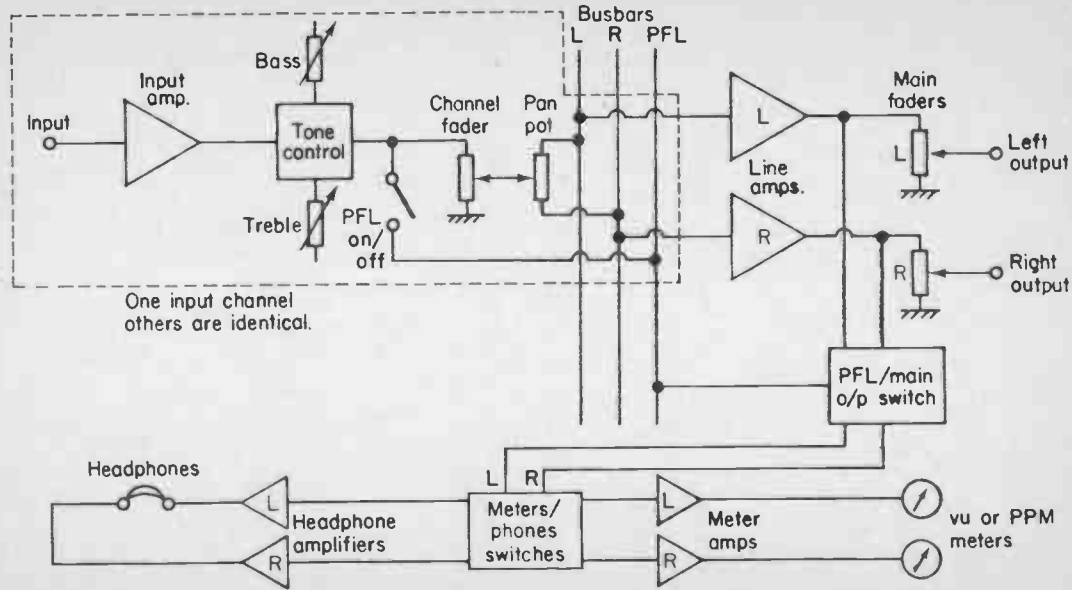 Busbars
L R PFL
Bass
Input
amp.
Input
Tone
control
Channel
fader
Pan
pot
Treble
PFL
on/
off
One input channel
others are identical.
L
Line
amps.
R
Main
faders
L
Left
output
R
Right
output
PFL/main
o/p switch
L R
Headphones
L
Headphone
amplifiers
R
Meters/
phones
switches
L
Meter
amps
R
vu or PPM
meters